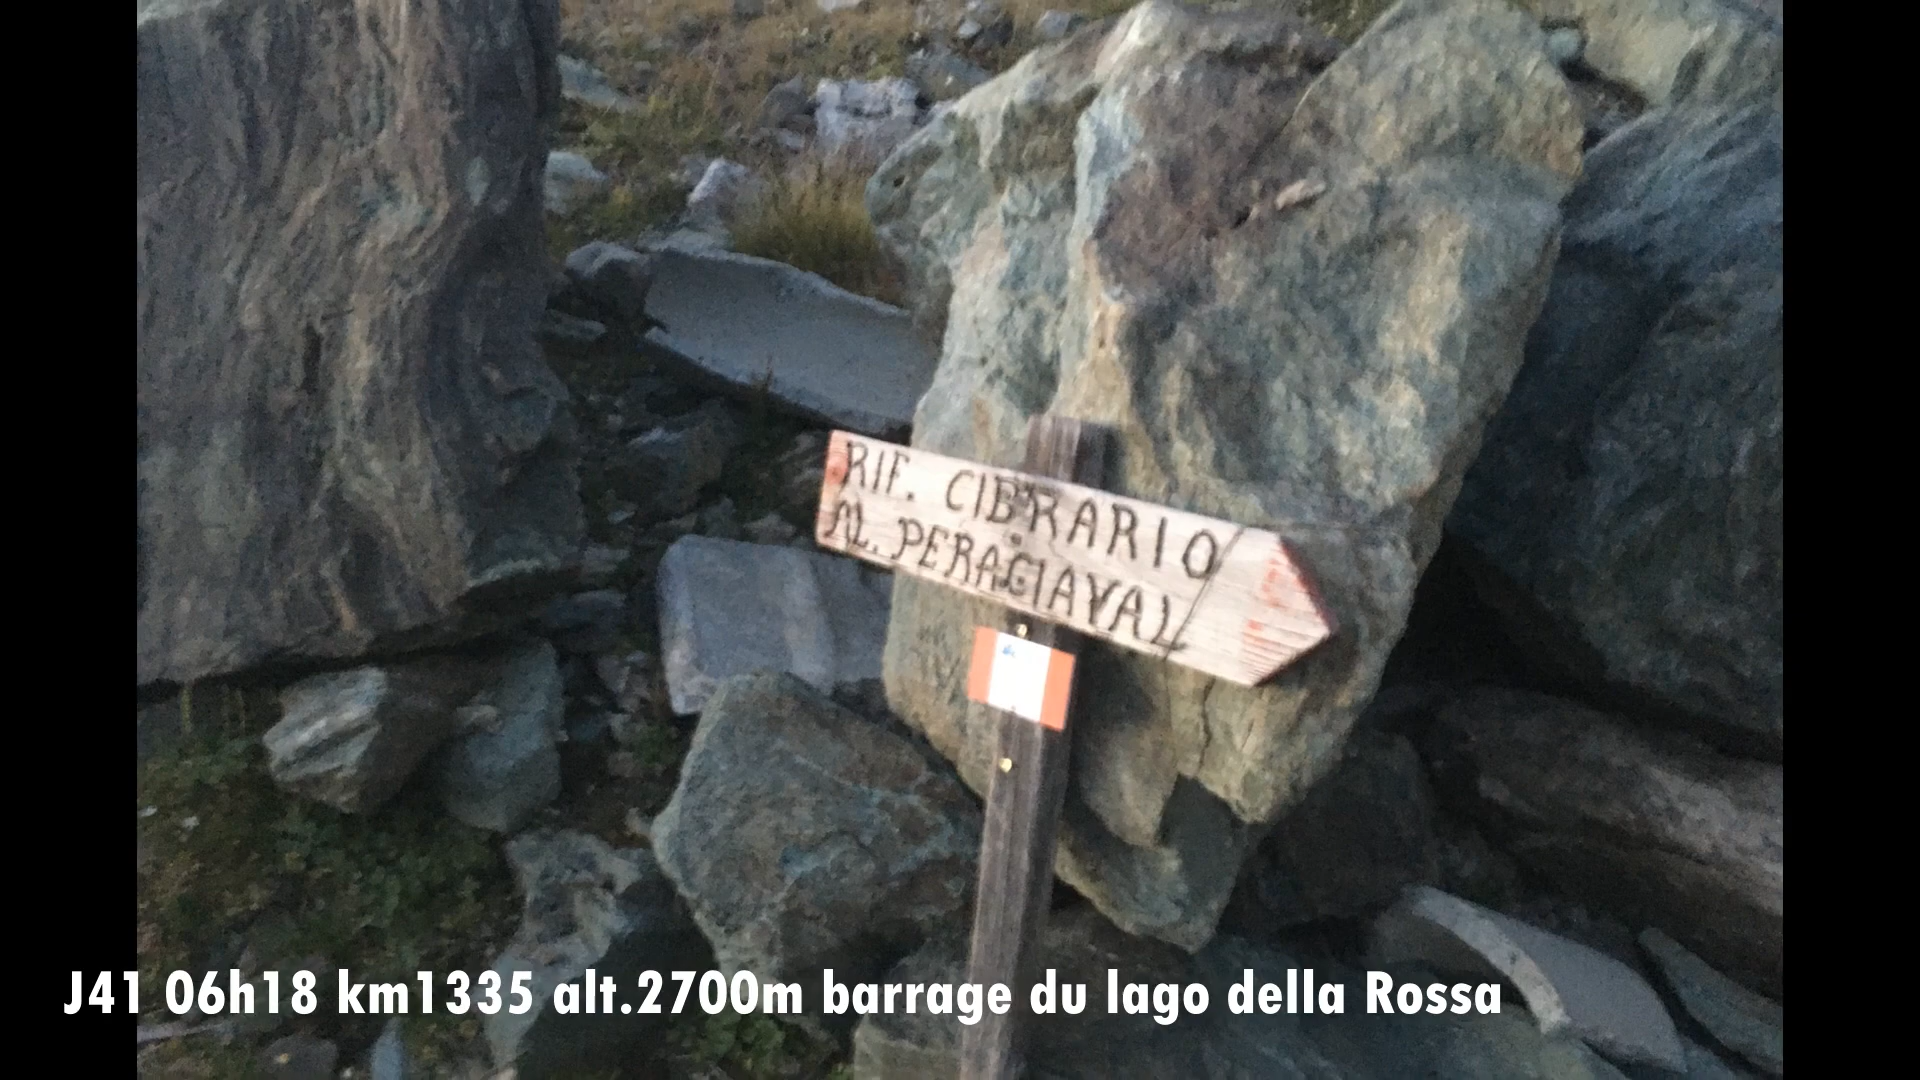 RIF. CIBRARIO
AL. PERACIAVAL
J41 06h18 km1335 alt.2700m barrage du lago della Rossa